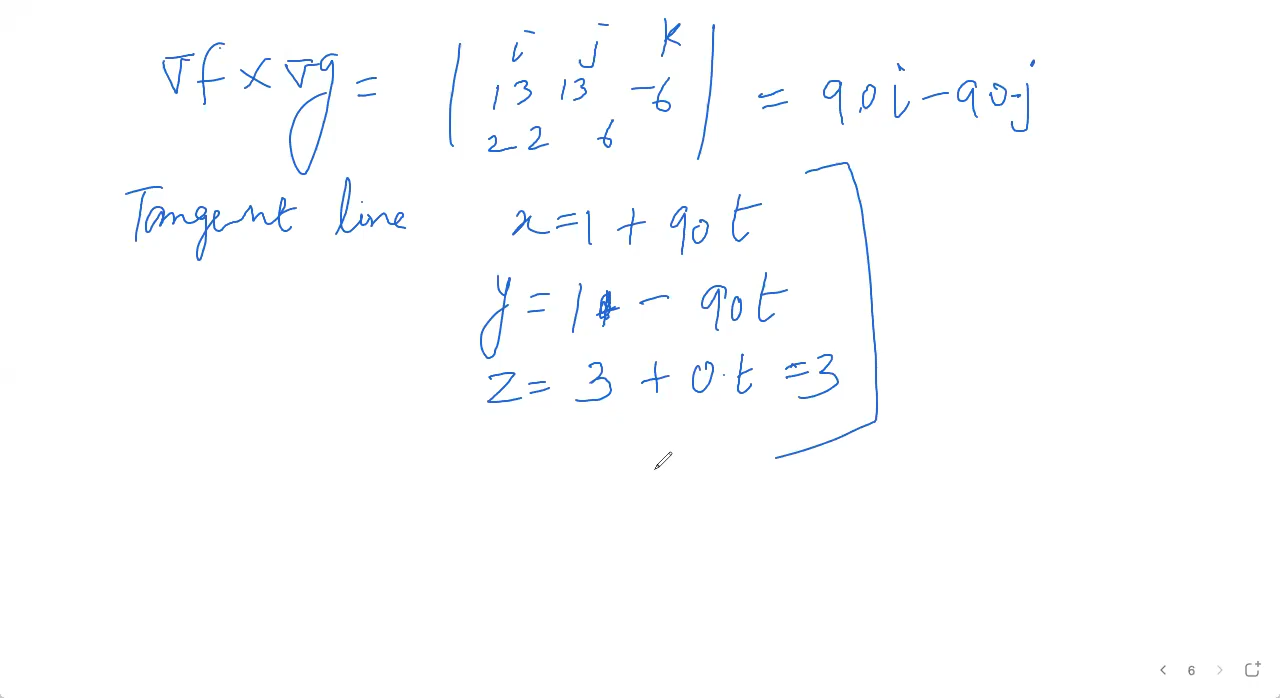 ∇f × ∇g = | i j k
13 13 -6
2 2 6 | = 90i - 90j
Tangent line x = 1 + 90t
y = 1 - 90t
z = 3 + 0·t = 3
6